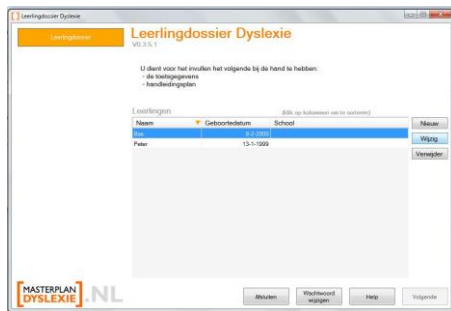 Leerlingdossier Dyslexie
Leerlingdossier
Leerlingdossier Dyslexie
V0.3.5.1
U dient voor het invullen het volgende bij de hand te hebben:
- de toetsgegevens
- handleidingsplan
Leerlingen (klik op kolommen om te sorteren)
Naam Geboortedatum School
Nieuw
Wijzig
Peter 13-1-1999
Verwijder
MASTERPLAN
DYSLEXIE .NL
Afsluiten
Wachtwoord
wijzigen
Help
Volgende